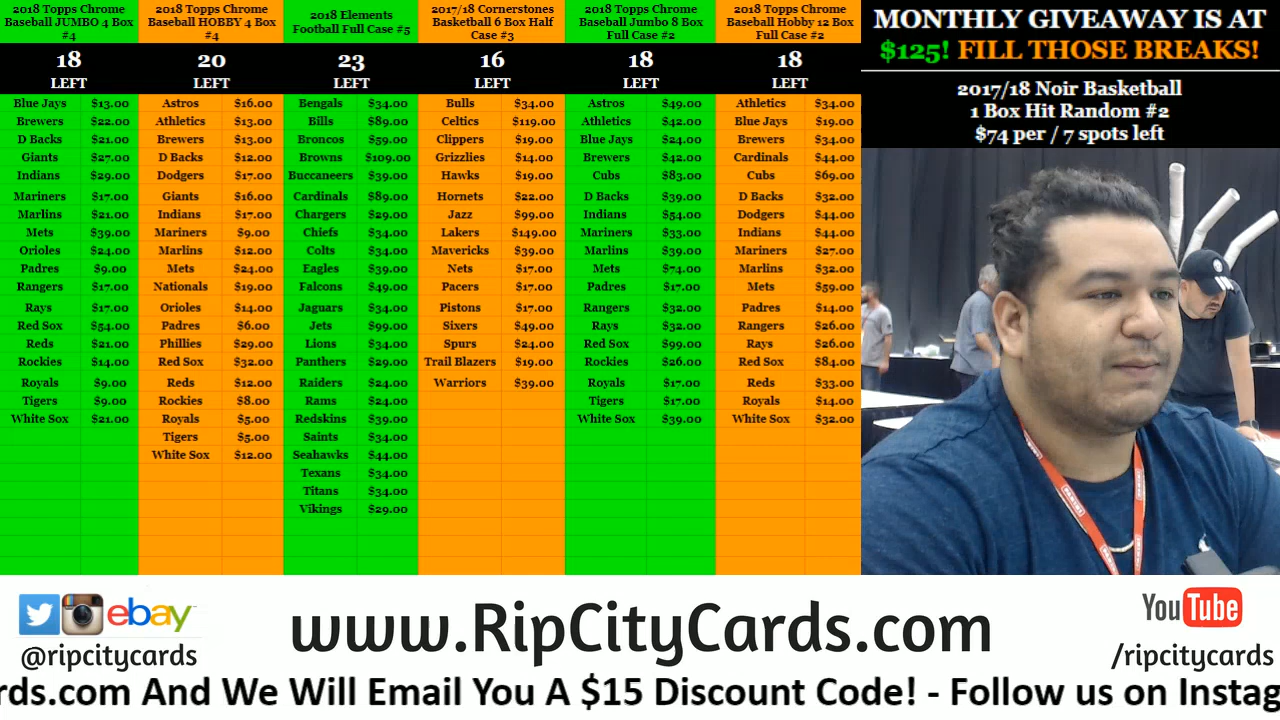 2018 Topps Chrome
Baseball JUMBO 4 Box
#4
18
LEFT
Blue Jays $13.00
Brewers $22.00
D Backs $21.00
Giants $27.00
Indians $29.00
Mariners $17.00
Marlins $21.00
Mets $39.00
Orioles $24.00
Padres $9.00
Rangers $17.00
Rays $17.00
Red Sox $54.00
Reds $21.00
Rockies $14.00
Royals $9.00
Tigers $9.00
White Sox $21.00
2018 Topps Chrome
Baseball HOBBY 4 Box
#4
20
LEFT
Astros $16.00
Athletics $13.00
Brewers $13.00
D Backs $12.00
Dodgers $17.00
Giants $16.00
Indians $17.00
Mariners $9.00
Marlins $12.00
Mets $24.00
Nationals $19.00
Orioles $14.00
Padres $6.00
Phillies $29.00
Red Sox $32.00
Reds $12.00
Rockies $8.00
Royals $5.00
Tigers $5.00
White Sox $12.00
2018 Elements
Football Full Case #5
23
LEFT
Bengals $34.00
Bills $89.00
Broncos $59.00
Browns $109.00
Buccaneers $39.00
Cardinals $89.00
Chargers $29.00
Chiefs $34.00
Colts $34.00
Eagles $39.00
Falcons $49.00
Jaguars $34.00
Jets $99.00
Lions $34.00
Panthers $29.00
Raiders $24.00
Rams $24.00
Redskins $39.00
Saints $34.00
Seahawks $44.00
Texans $34.00
Titans $34.00
Vikings $29.00
2017/18 Cornerstones
Basketball 6 Box Half
Case #3
16
LEFT
Bulls $34.00
Celtics $119.00
Clippers $19.00
Grizzlies $14.00
Hawks $19.00
Hornets $22.00
Jazz $99.00
Lakers $149.00
Mavericks $39.00
Nets $17.00
Pacers $17.00
Pistons $17.00
Sixers $49.00
Spurs $24.00
Trail Blazers $19.00
Warriors $39.00
2018 Topps Chrome
Baseball Jumbo 8 Box
Full Case #2
18
LEFT
Astros $49.00
Athletics $42.00
Blue Jays $24.00
Brewers $42.00
Cubs $83.00
D Backs $39.00
Indians $54.00
Mariners $33.00
Marlins $39.00
Mets $74.00
Padres $17.00
Rangers $32.00
Rays $32.00
Red Sox $99.00
Rockies $26.00
Royals $17.00
Tigers $17.00
White Sox $39.00
2018 Topps Chrome
Baseball Hobby 12 Box
Full Case #2
18
LEFT
Athletics $34.00
Blue Jays $19.00
Brewers $34.00
Cardinals $44.00
Cubs $69.00
D Backs $32.00
Dodgers $44.00
Indians $44.00
Mariners $27.00
Marlins $32.00
Mets $59.00
Padres $14.00
Rangers $26.00
Rays $26.00
Red Sox $84.00
Reds $33.00
Royals $14.00
White Sox $32.00
MONTHLY GIVEAWAY IS AT
$125! FILL THOSE BREAKS!
2017/18 Noir Basketball
1 Box Hit Random #2
$74 per / 7 spots left
ebay
@ripcitycards
www.RipCityCards.com
YouTube
/ripcitycards
rds.com And We Will Email You A $15 Discount Code! - Follow us on Instag